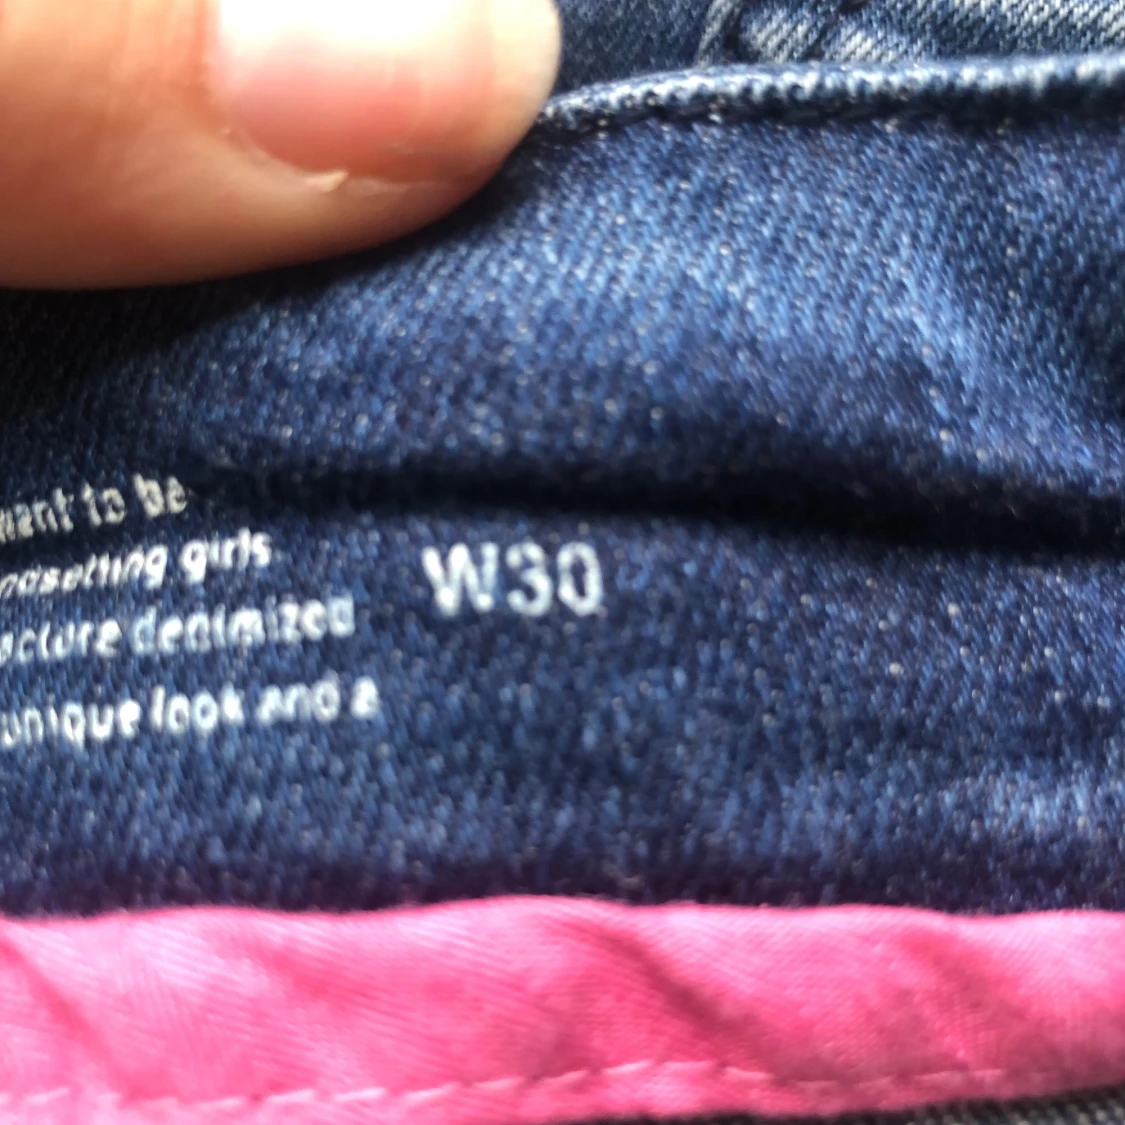 want to be
girls
W30
denimized
unique look and a